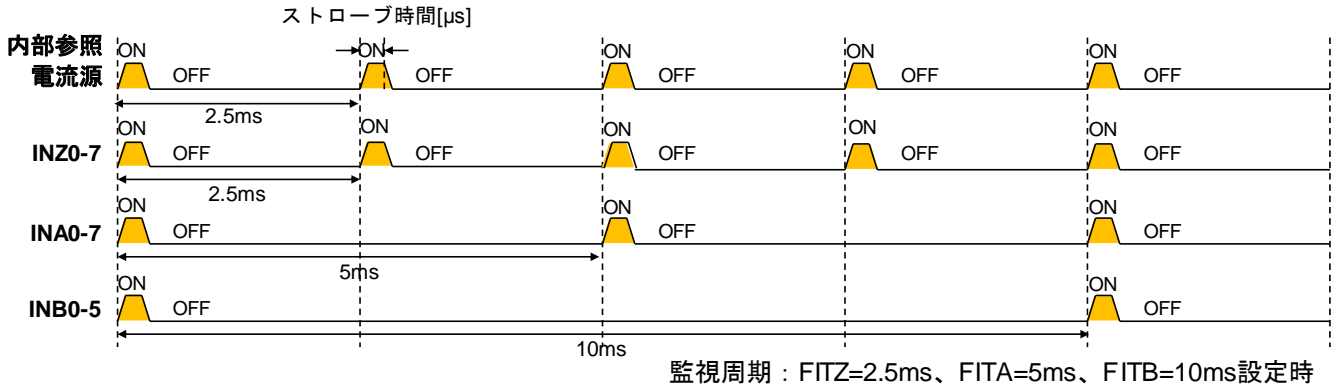 ストローブ時間[µs]
内部参照
電流源
ON ON ON ON ON
OFF OFF OFF OFF OFF
2.5ms
INZ0-7
ON ON ON ON ON
OFF OFF OFF OFF OFF
2.5ms
INA0-7
ON ON ON
OFF OFF OFF
5ms
INB0-5
ON ON
OFF OFF
10ms
監視周期：FITZ=2.5ms、FITA=5ms、FITB=10ms設定時